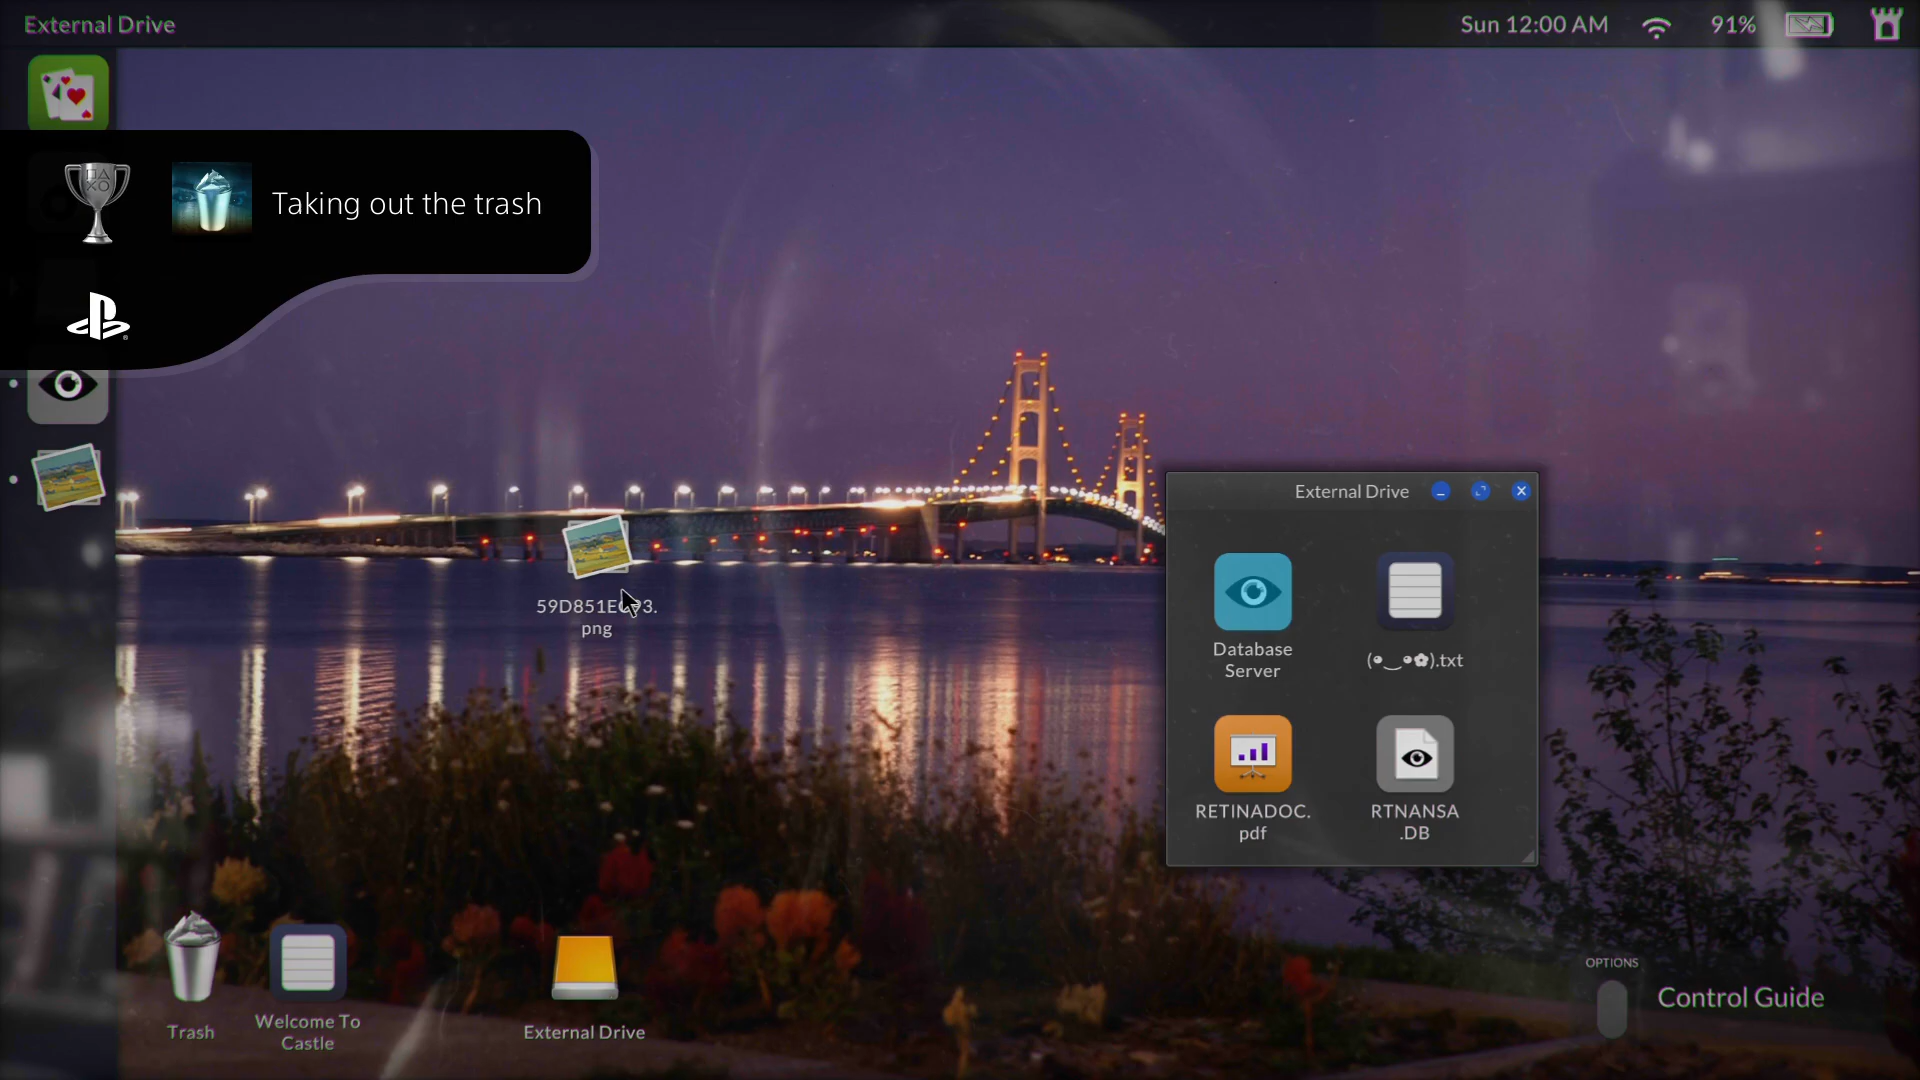 External Drive
Sun 12:00 AM
91%
Taking out the trash
External Drive
png
Database
Server
(•‿•✿).txt
RETINADOC.
pdf
RTNANSA
.DB
Trash
Welcome To
Castle
External Drive
OPTIONS
Control Guide